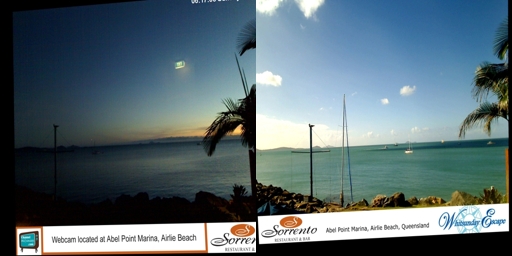 Webcam located at Abel Point Marina, Airlie Beach
Sorren
RESTAURANT &
Sorrento
RESTAURANT & BAR
Abel Point Marina, Airlie Beach, Queensland
Whitsunday Escape